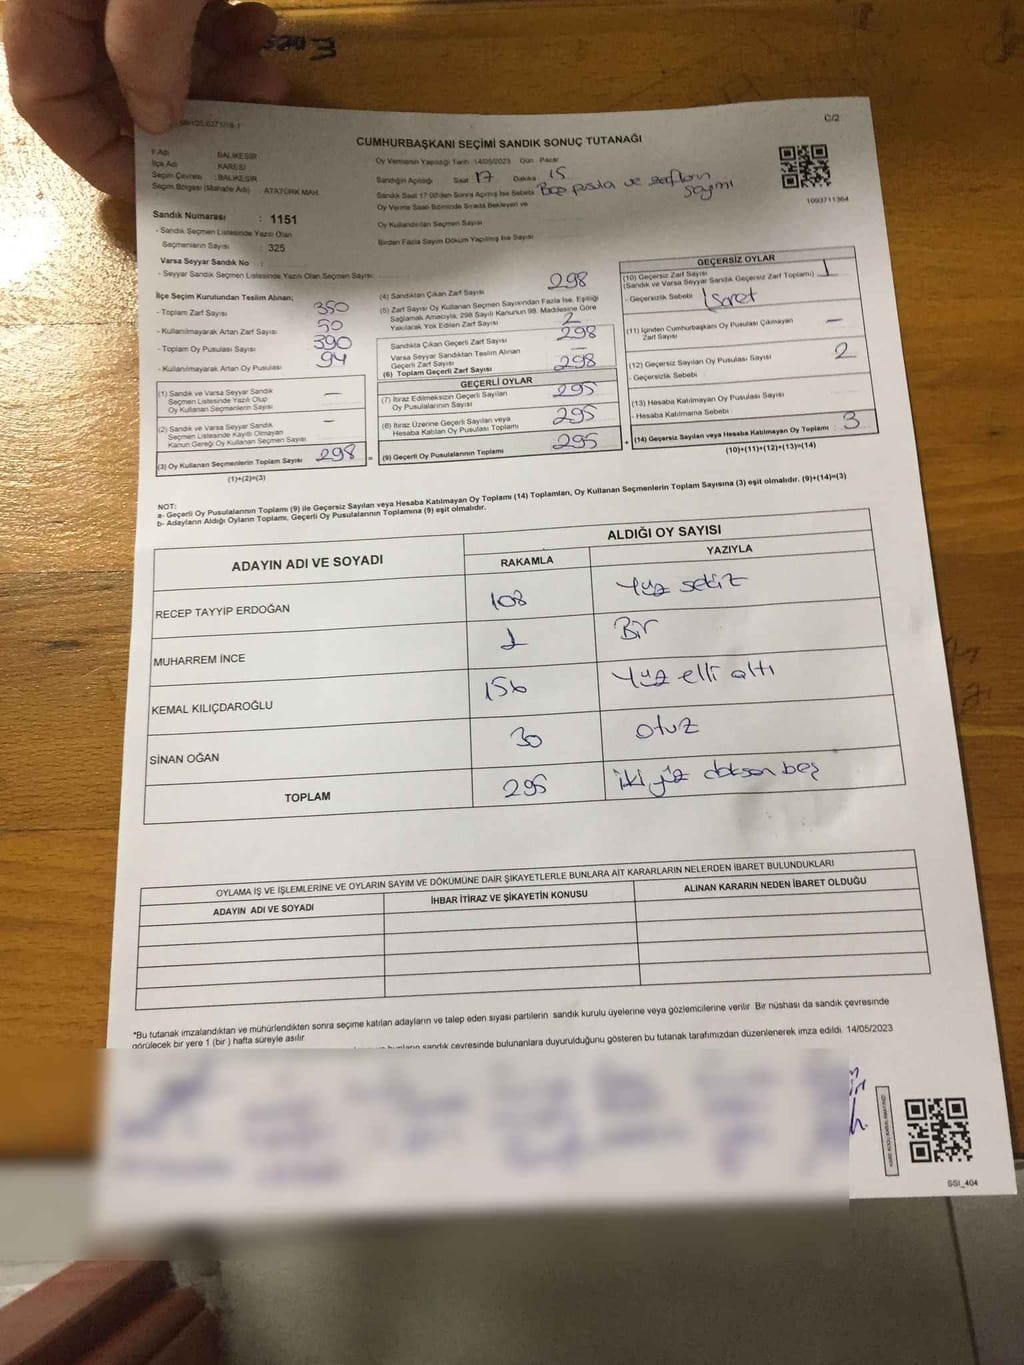 C/2
CUMHURBAŞKANI SEÇİMİ SANDIK SONUÇ TUTANAĞI
İl Adı : BALIKESİR
İlçe Adı : KARESİ
Seçim Çevresi : BALIKESİR
Seçim Bölgesi (Mahalle Adı) : ATATÜRK MAH.
Oy Vermenin Yapıldığı Tarih :14/05/2023 Gün : Pazar
Sandığın Açıldığı Saat 17 Dakika 15
Sandık Saat 17.00'den Sonra Açılmış İse Sebebi Boş pusula ve zarfların sayımı
Oy Verme Saati Bitiminde Sırada Bekleyen ve
Oy Kullandırılan Seçmen Sayısı
Birden Fazla Sayım Döküm Yapılmış İse Sayısı
1093711364
Sandık Numarası : 1151
- Sandık Seçmen Listesinde Yazılı Olan
Seçmenlerin Sayısı : 325
Varsa Seyyar Sandık No :
- Seyyar Sandık Seçmen Listesinde Yazılı Olan Seçmen Sayısı:
İlçe Seçim Kurulundan Teslim Alınan;
- Toplam Zarf Sayısı 350
- Kullanılmayarak Artan Zarf Sayısı 50
- Toplam Oy Pusulası Sayısı 390
- Kullanılmayarak Artan Oy Pusulası 94
(1) Sandık ve Varsa Seyyar Sandık
Seçmen Listesinde Yazılı Olup
Oy Kullanan Seçmenlerin Sayısı —
(2) Sandık ve Varsa Seyyar Sandık
Seçmen Listesinde Kayıtlı Olmayan
Kanun Gereği Oy Kullanan Seçmen Sayısı —
(3) Oy Kullanan Seçmenlerin Toplam Sayısı 298 =
(1)+(2)=(3)
(4) Sandıktan Çıkan Zarf Sayısı 298
(5) Zarf Sayısı Oy Kullanan Seçmen Sayısından Fazla İse, Eşitliği
Sağlamak Amacıyla, 298 Sayılı Kanunun 98. Maddesine Göre
Yakılarak Yok Edilen Zarf Sayısı 2
Sandıkta Çıkan Geçerli Zarf Sayısı 298
Varsa Seyyar Sandıktan Teslim Alınan
Geçerli Zarf Sayısı —
(6) Toplam Geçerli Zarf Sayısı 298
GEÇERLİ OYLAR
(7) İtiraz Edilmeksizin Geçerli Sayılan
Oy Pusulalarının Sayısı 295
(8) İtiraz Üzerine Geçerli Sayılan veya
Hesaba Katılan Oy Pusulası Toplamı 295
(9) Geçerli Oy Pusulalarının Toplamı 295 +
GEÇERSİZ OYLAR
(10) Geçersiz Zarf Sayısı
(Sandık ve Varsa Seyyar Sandık Geçersiz Zarf Toplamı) 1
- Geçersizlik Sebebi İşaret
(11) İçinden Cumhurbaşkanı Oy Pusulası Çıkmayan
Zarf Sayısı —
(12) Geçersiz Sayılan Oy Pusulası Sayısı 2
- Geçersizlik Sebebi
(13) Hesaba Katılmayan Oy Pusulası Sayısı
- Hesaba Katılmama Sebebi
(14) Geçersiz Sayılan veya Hesaba Katılmayan Oy Toplamı : 3
(10)+(11)+(12)+(13)=(14)
NOT:
a- Geçerli Oy Pusulalarının Toplamı (9) ile Geçersiz Sayılan veya Hesaba Katılmayan Oy Toplamı (14) Toplamları, Oy Kullanan Seçmenlerin Toplam Sayısına (3) eşit olmalıdır. (9)+(14)=(3)
b- Adayların Aldığı Oyların Toplamı, Geçerli Oy Pusulalarının Toplamına (9) eşit olmalıdır.
ADAYIN ADI VE SOYADI
ALDIĞI OY SAYISI
RAKAMLA YAZIYLA
RECEP TAYYİP ERDOĞAN 108 Yüz sekiz
MUHARREM İNCE 1 Bir
KEMAL KILIÇDAROĞLU 156 Yüz elli altı
SİNAN OĞAN 30 otuz
TOPLAM 295 iki yüz doksan beş
OYLAMA İŞ VE İŞLEMLERİNE VE OYLARIN SAYIM VE DÖKÜMÜNE DAİR ŞİKAYETLERLE BUNLARA AİT KARARLARIN NELERDEN İBARET BULUNDUKLARI
ADAYIN ADI VE SOYADI İHBAR İTİRAZ VE ŞİKAYETİN KONUSU ALINAN KARARIN NEDEN İBARET OLDUĞU
*Bu tutanak imzalandıktan ve mühürlendikten sonra seçime katılan adayların ve talep eden siyasi partilerin sandık kurulu üyelerine veya gözlemcilerine verilir. Bir nüshası da sandık çevresinde
görülecek bir yere 1 (bir ) hafta süreyle asılır.
sandık çevresinde bulunanlara duyurulduğunu gösteren bu tutanak tarafımızdan düzenlenerek imza edildi. 14/05/2023
SSI_404